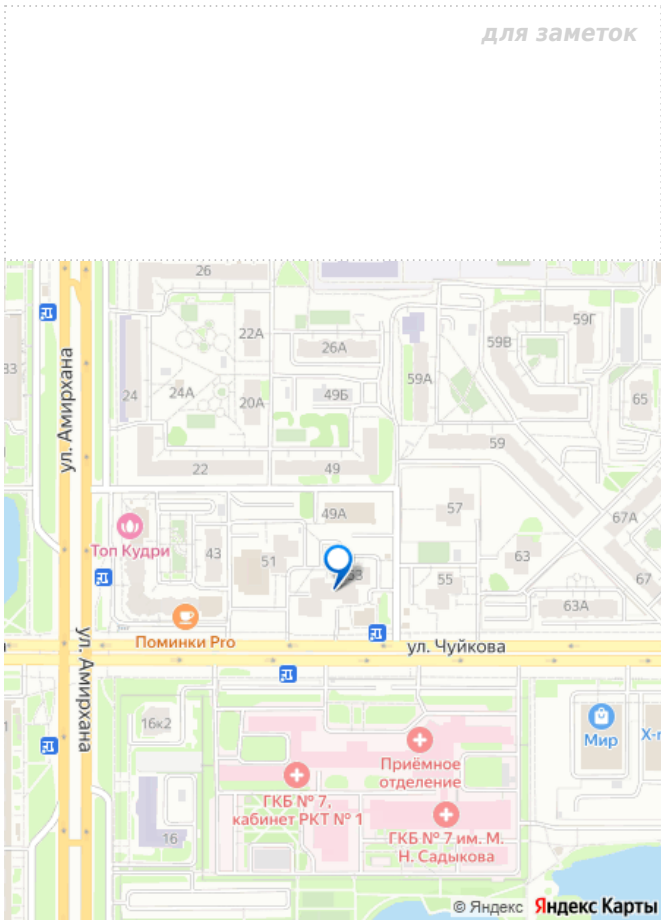 для заметок
26
ул. Амирхана
22А
26А
59Г
59В
33
24
24А
20А
49Б
59А
65
22
49
59
49А
57
67А
Топ Кудри
43
51
53
63
55
67
63А
Поминки Pro
ул. Чуйкова
ул. Амирхана
16к2
Мир
Приёмное
отделение
ГКБ № 7,
кабинет РКТ № 1
ГКБ № 7 им. М.
Н. Садыкова
16
© Яндекс
Яндекс Карты